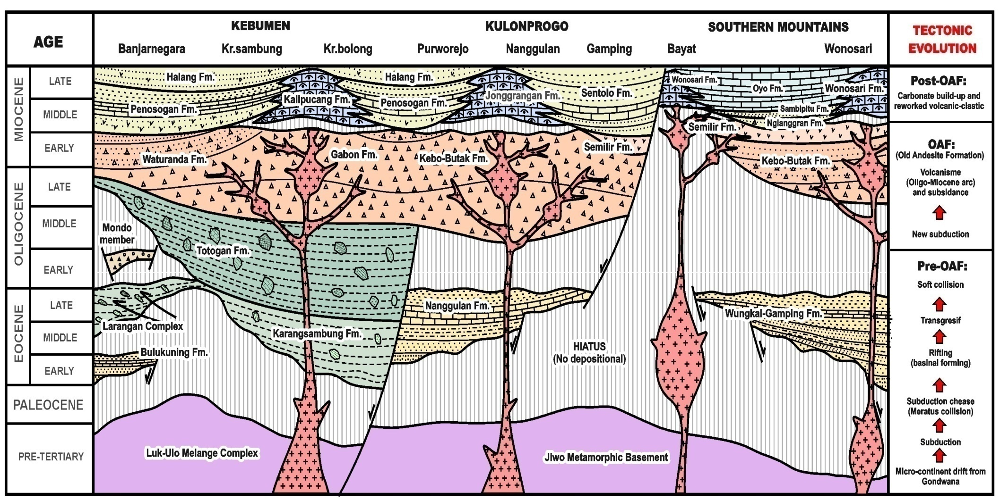 AGE
KEBUMEN
KULONPROGO
SOUTHERN MOUNTAINS
TECTONIC
EVOLUTION
Banjarnegara
Kr.sambung
Kr.bolong
Purworejo
Nanggulan
Gamping
Bayat
Wonosari
MIOCENE
LATE
MIDDLE
EARLY
OLIGOCENE
LATE
MIDDLE
EARLY
EOCENE
LATE
MIDDLE
EARLY
PALEOCENE
PRE-TERTIARY
Halang Fm.
Penosogan Fm.
Kalipucang Fm.
Halang Fm.
Penosogan Fm.
Jonggrangan Fm.
Sentolo Fm.
Wonosari Fm.
Oyo Fm.
Wonosari Fm.
Sambipitu Fm.
Nglanggran Fm.
Semilir Fm.
Semilir Fm.
Waturanda Fm.
Gabon Fm.
Kebo-Butak Fm.
Kebo-Butak Fm.
Mondo
member
Totogan Fm.
Larangan Complex
Karangsambung Fm.
Bulukuning Fm.
Nanggulan Fm.
Wungkal-Gamping Fm.
HIATUS
(No depositional)
Luk-Ulo Melange Complex
Jiwo Metamorphic Basement
Post-OAF:
Carbonate build-up and
reworked volcanic-clastic
OAF:
(Old Andesite Formation)
Volcanisme
(Oligo-Miocene arc)
and subsidance
New subduction
Pre-OAF:
Soft collision
Transgresif
Rifting
(basinal forming)
Subduction chease
(Meratus collision)
Subduction
Micro-continent drift from
Gondwana